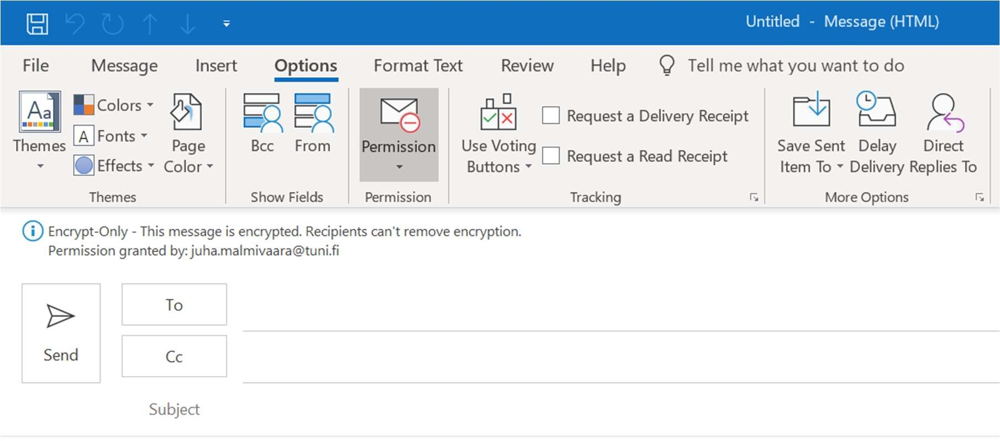 Untitled - Message (HTML)
File Message Insert Options Format Text Review Help Tell me what you want to do
Aa
Themes
Colors
A Fonts
Effects
Page
Color
Themes
Bcc
From
Show Fields
Permission
Permission
Use Voting
Buttons
Request a Delivery Receipt
Request a Read Receipt
Tracking
Save Sent
Item To
Delay
Delivery
Direct
Replies To
More Options
Encrypt-Only - This message is encrypted. Recipients can't remove encryption.
Permission granted by: juha.malmivaara@tuni.fi
Send
To
Cc
Subject